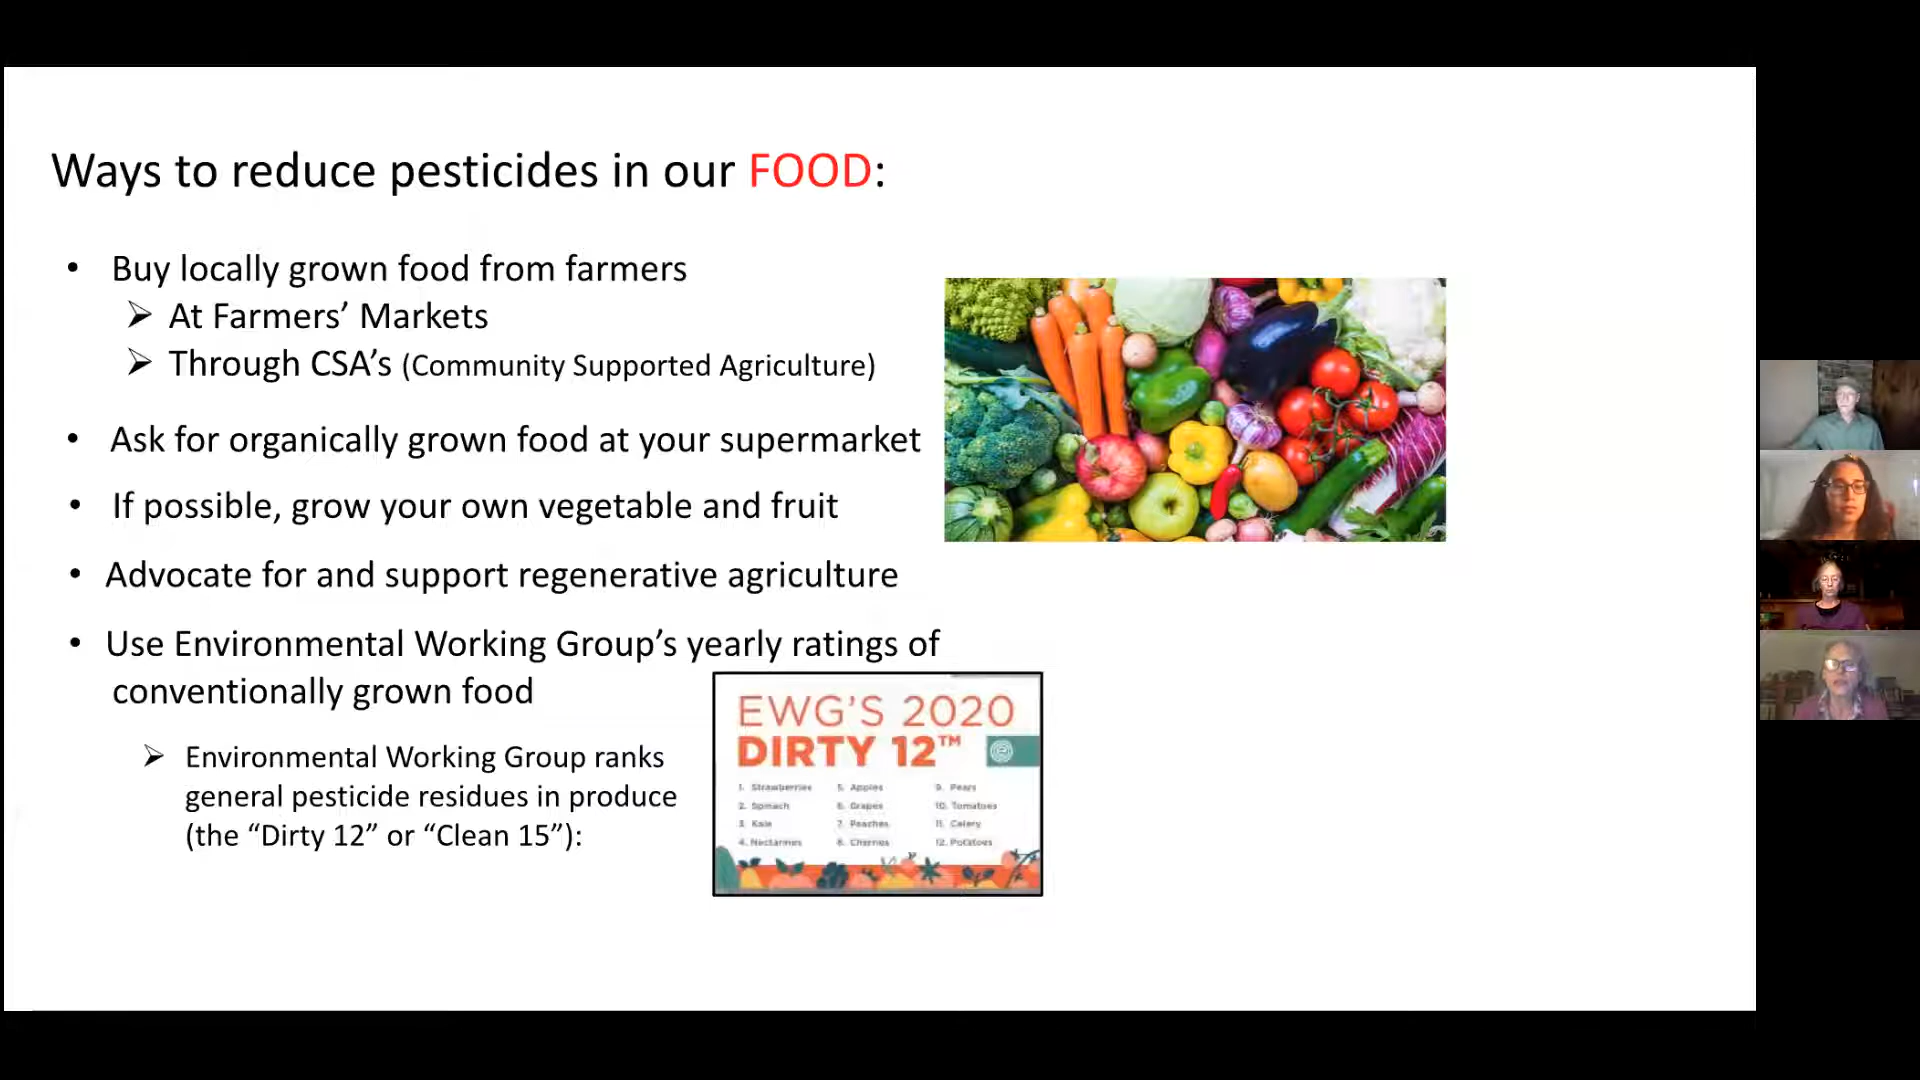 Ways to reduce pesticides in our FOOD:
• Buy locally grown food from farmers
➢ At Farmers’ Markets
➢ Through CSA’s (Community Supported Agriculture)
• Ask for organically grown food at your supermarket
• If possible, grow your own vegetable and fruit
• Advocate for and support regenerative agriculture
• Use Environmental Working Group’s yearly ratings of
conventionally grown food
➢ Environmental Working Group ranks
general pesticide residues in produce
(the “Dirty 12” or “Clean 15”):
EWG'S 2020
DIRTY 12™
1. Strawberries
2. Spinach
3. Kale
4. Nectarines
5. Apples
6. Grapes
7. Peaches
8. Cherries
9. Pears
10. Tomatoes
11. Celery
12. Potatoes